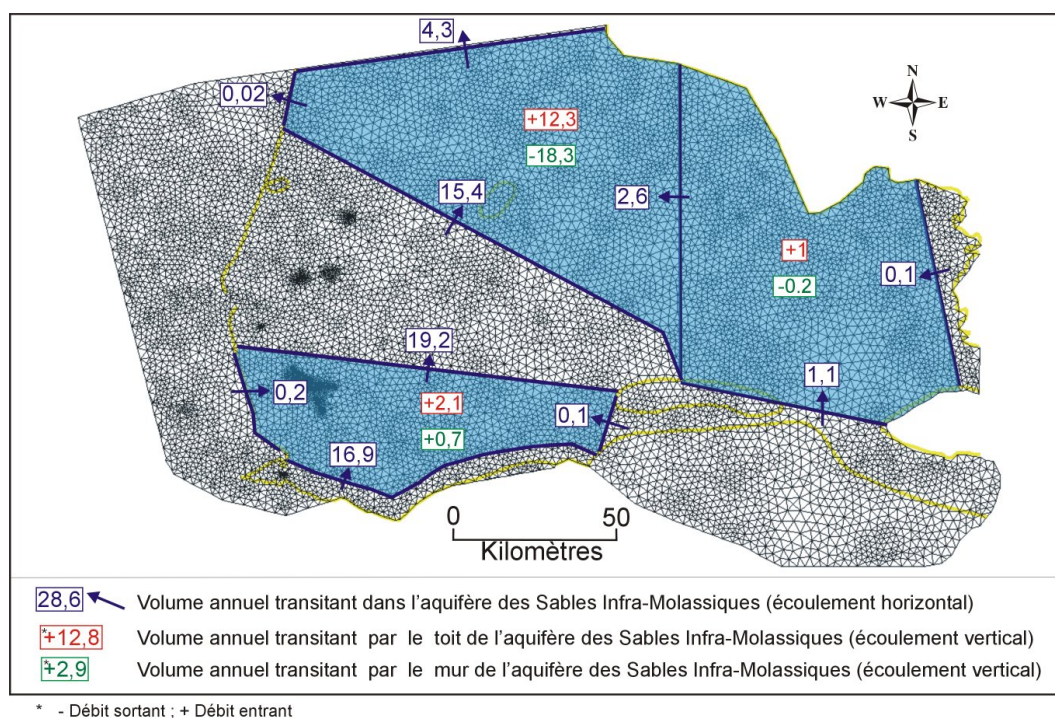 4,3
0,02
N
W E
S
+12,3
-18,3
15,4
2,6
+1
-0.2
0,1
19,2
0,2
+2,1
0,1
1,1
+0,7
16,9
0 50
Kilomètres
28,6 Volume annuel transitant dans l'aquifère des Sables Infra-Molassiques (écoulement horizontal)
*+12,8 Volume annuel transitant par le toit de l'aquifère des Sables Infra-Molassiques (écoulement vertical)
*+2,9 Volume annuel transitant par le mur de l'aquifère des Sables Infra-Molassiques (écoulement vertical)
* - Débit sortant ; + Débit entrant